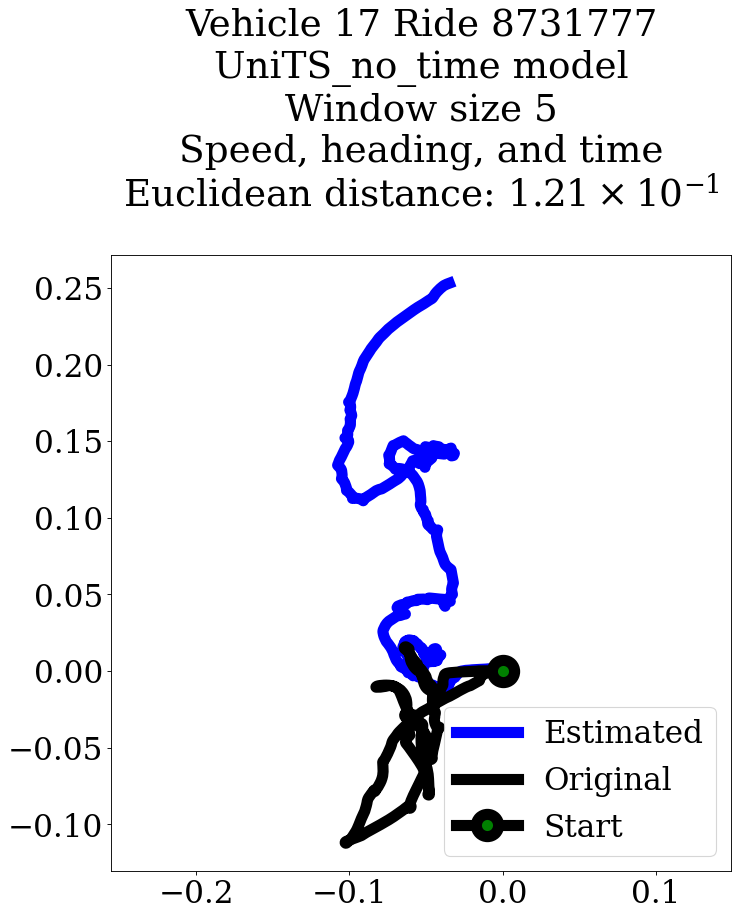 Vehicle 17 Ride 8731777
UniTS_no_time model
Window size 5
Speed, heading, and time
Euclidean distance: 1.21 × 10⁻¹
0.25
0.20
0.15
0.10
0.05
0.00
−0.05
−0.10
Estimated
Original
Start
−0.2
−0.1
0.0
0.1